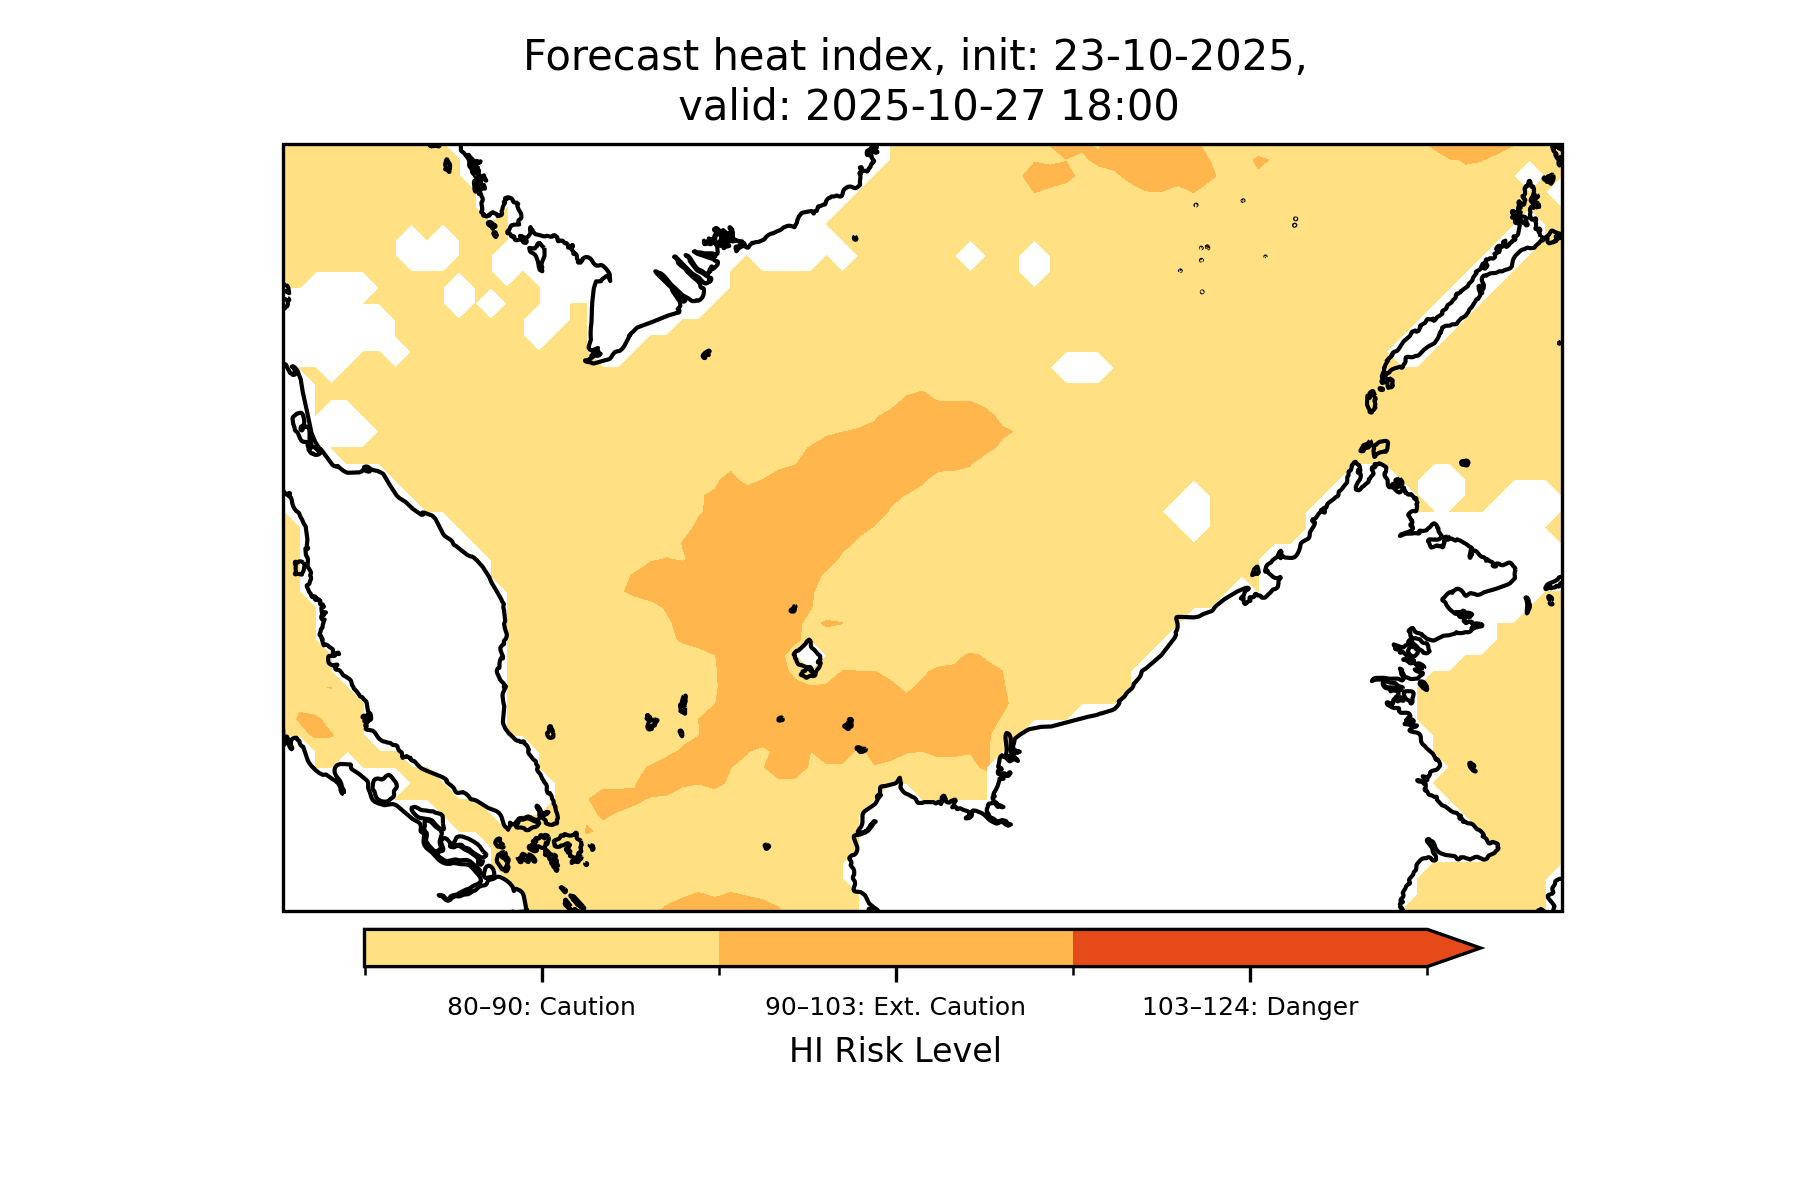 Forecast heat index, init: 23-10-2025,
valid: 2025-10-27 18:00
80–90: Caution
90–103: Ext. Caution
103–124: Danger
HI Risk Level